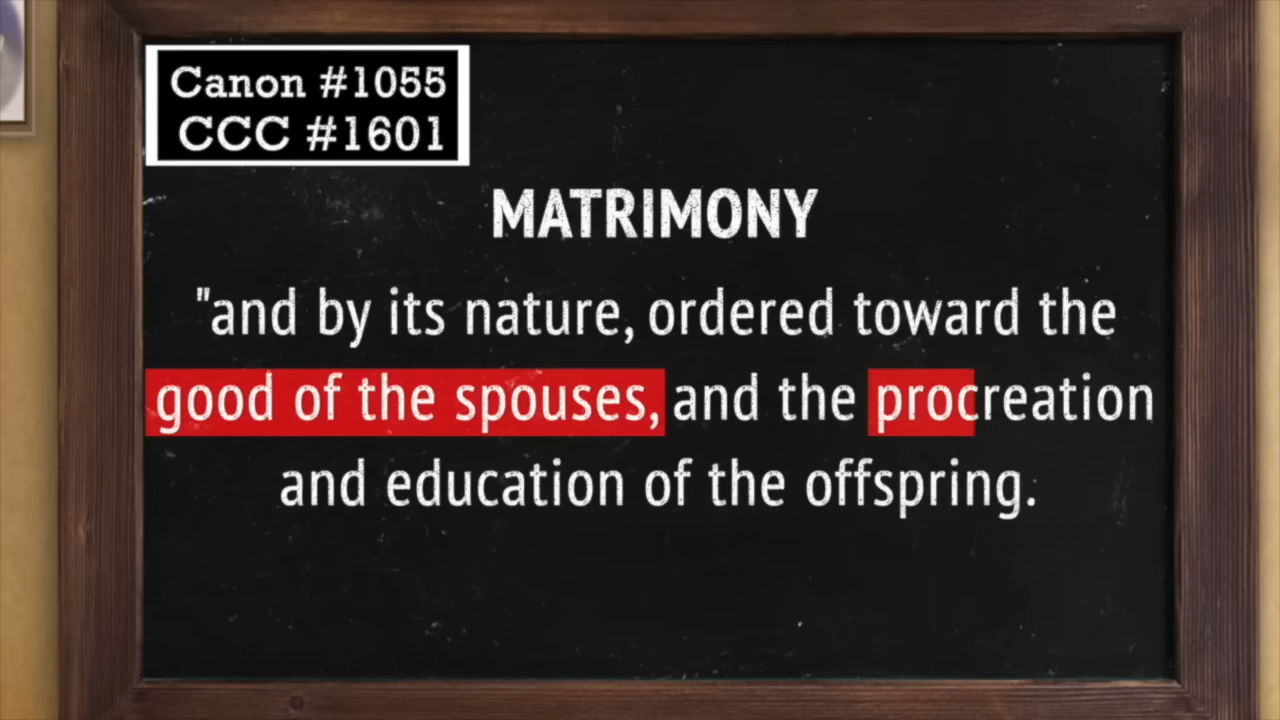 Canon #1055
CCC #1601
MATRIMONY
"and by its nature, ordered toward the
good of the spouses, and the procreation
and education of the offspring.